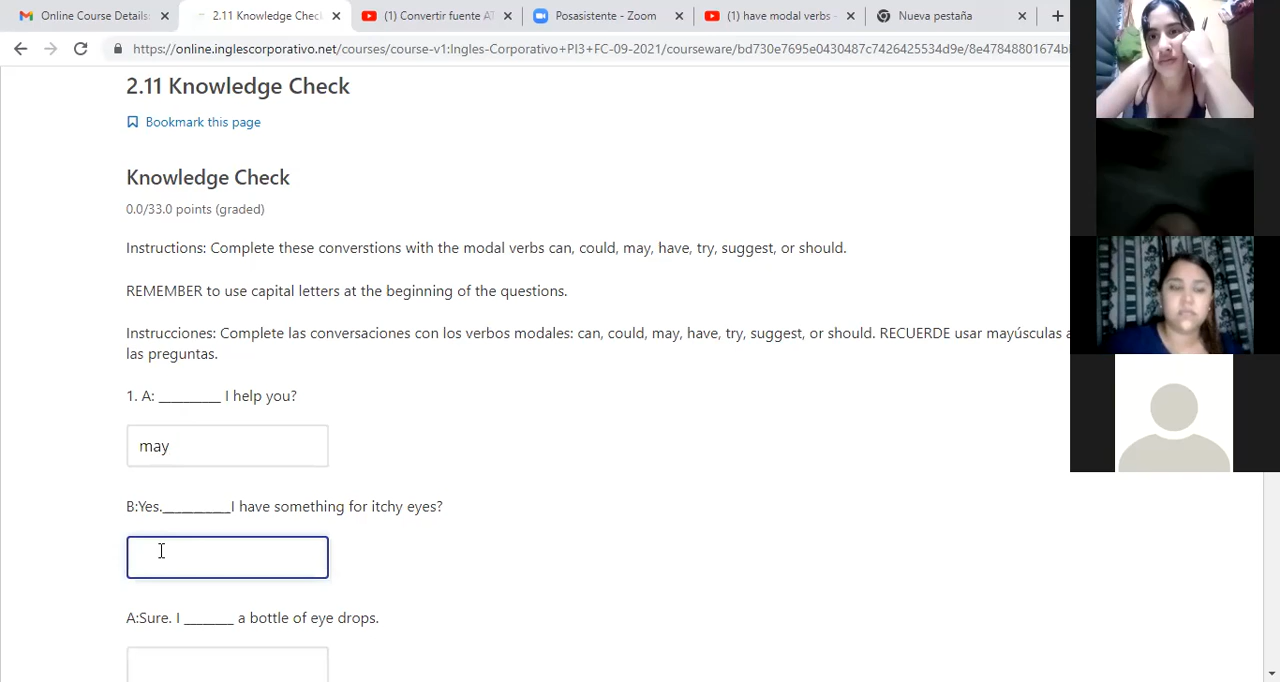 Online Course Details:
2.11 Knowledge Check
(1) Convertir fuente AT
Posasistente - Zoom
(1) have modal verbs -
Nueva pestaña
https://online.inglescorporativo.net/courses/course-v1:Ingles-Corporativo+PI3+FC-09-2021/courseware/bd730e7695e0430487c7426425534d9e/8e47848801674b
2.11 Knowledge Check
Bookmark this page
Knowledge Check
0.0/33.0 points (graded)
Instructions: Complete these converstions with the modal verbs can, could, may, have, try, suggest, or should.
REMEMBER to use capital letters at the beginning of the questions.
Instrucciones: Complete las conversaciones con los verbos modales: can, could, may, have, try, suggest, or should. RECUERDE usar mayúsculas a
las preguntas.
1. A: _________ I help you?
may
B:Yes.__________I have something for itchy eyes?
A:Sure. I _______ a bottle of eye drops.